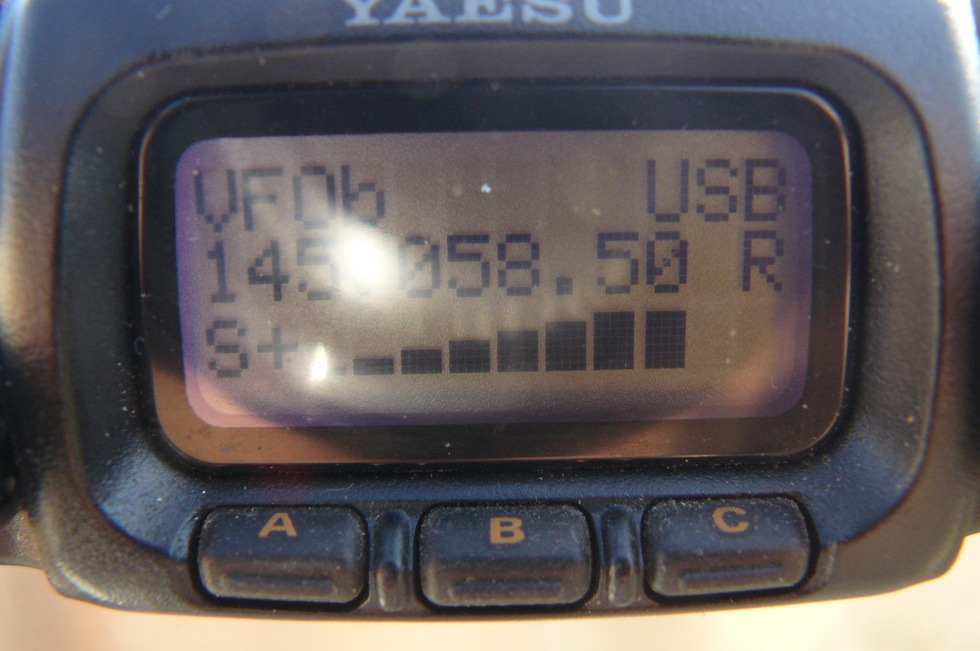 YAESU
VFOb USB
145.058.50 R
S+
A B C